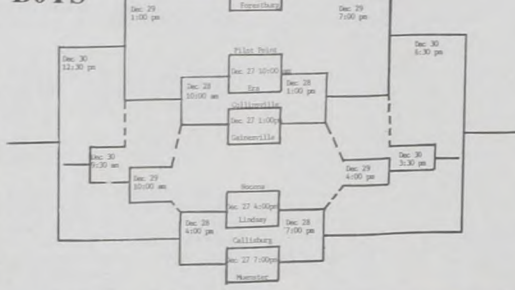 BOYS
Forestburg
Dec 29
1:00 pm
Dec 29
7:00 pm
Dec 30
12:30 pm
Dec 30
6:30 pm
Pilot Point
Dec 27 10:00 am
Era
Dec 28
10:00 am
Dec 28
1:00 pm
Collinsville
Dec 27 1:00pm
Gainesville
Dec 30
9:30 am
Dec 29
10:00 am
Dec 29
4:00 pm
Dec 30
3:30 pm
Dec 27 4:00pm
Lindsay
Dec 28
4:00 pm
Dec 28
7:00 pm
Callisburg
Dec 27 7:00pm
Muenster